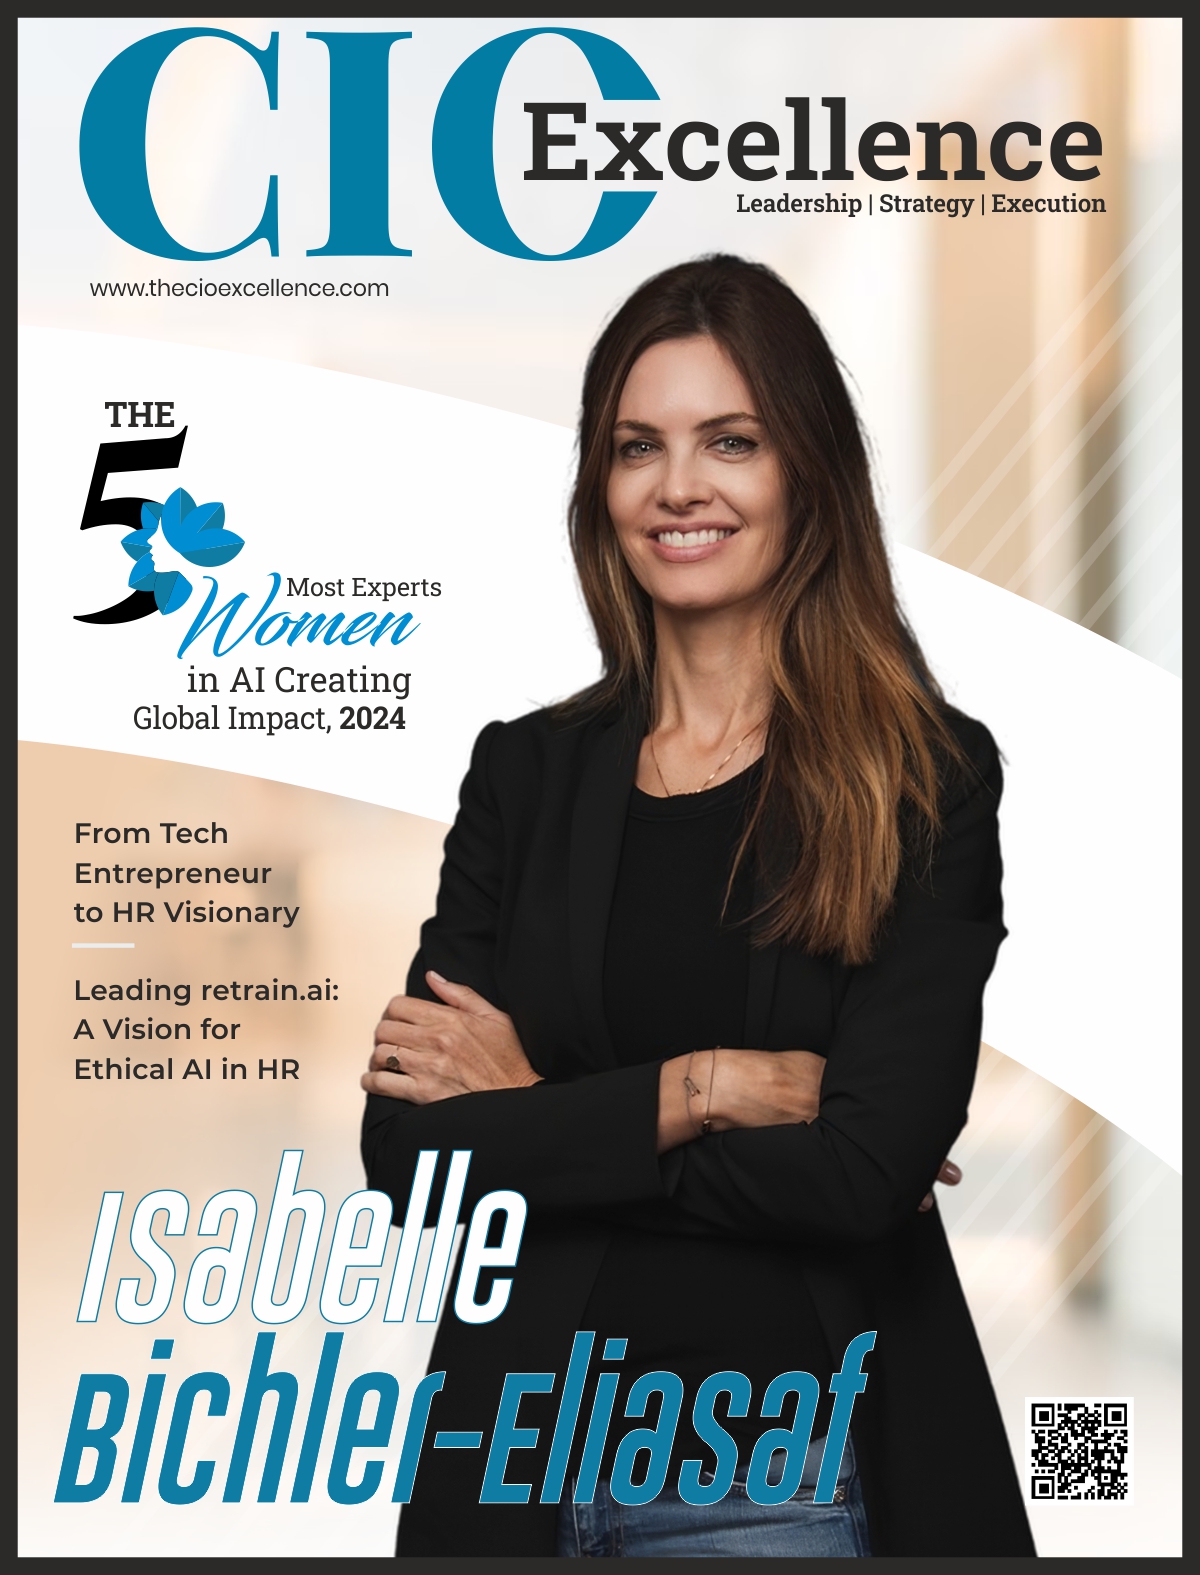 CIO
Excellence
Leadership | Strategy | Execution
www.thecioexcellence.com
THE
5
Most Experts
Women
in AI Creating
Global Impact, 2024
From Tech
Entrepreneur
to HR Visionary
Leading retrain.ai:
A Vision for
Ethical AI in HR
Isabelle
Bichler-Eliasaf